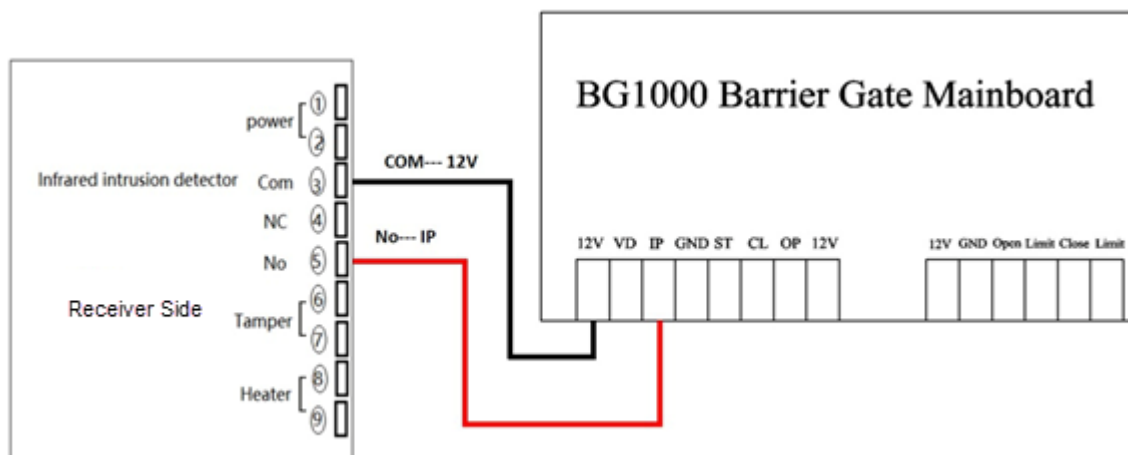 BG1000 Barrier Gate Mainboard
power
①
②
COM--- 12V
Infrared intrusion detector Com ③
NC ④
No--- IP
No ⑤
12V VD IP GND ST CL OP 12V
12V GND Open Limit Close Limit
Receiver Side
Tamper
⑥
⑦
Heater
⑧
⑨